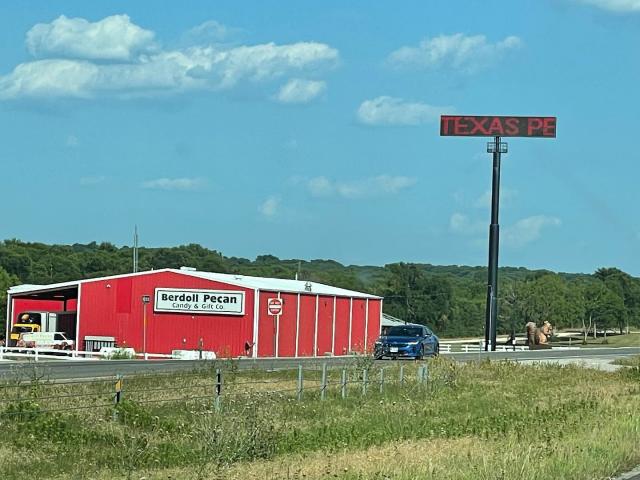 TEXAS PE
Berdoll Pecan
Candy & Gift Co.